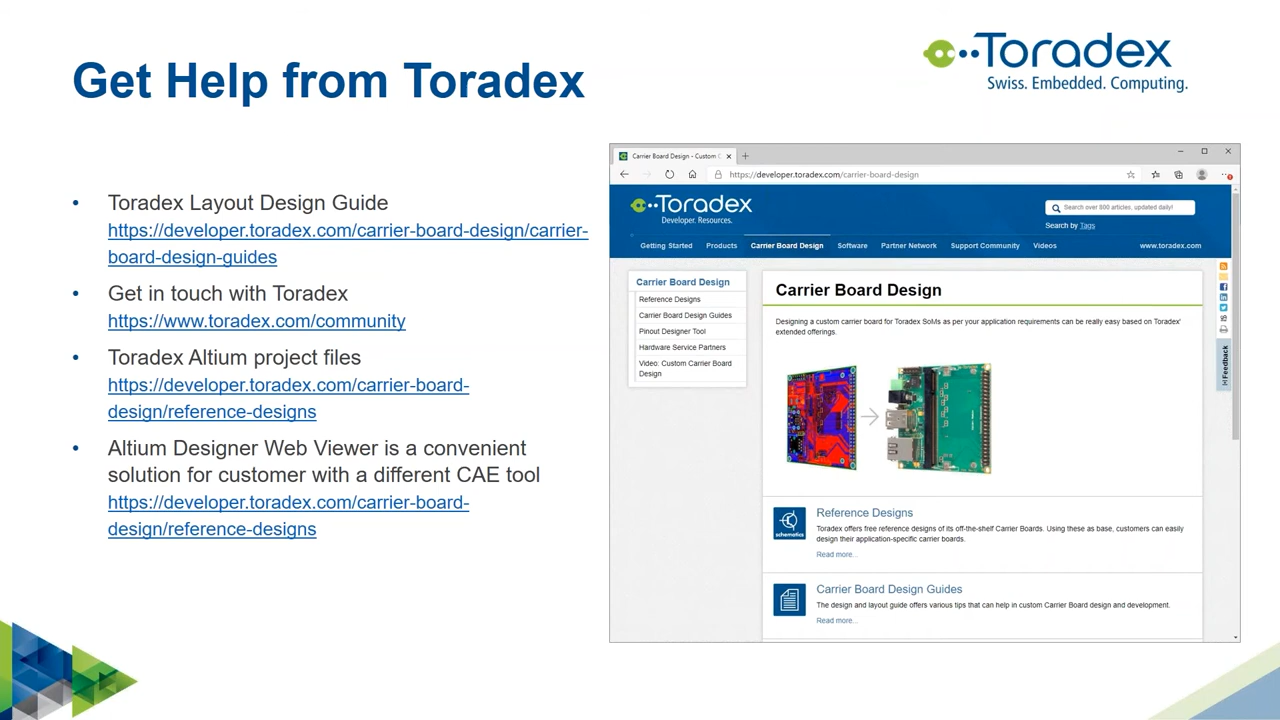 Get Help from Toradex
Toradex
Swiss. Embedded. Computing.
• Toradex Layout Design Guide
https://developer.toradex.com/carrier-board-design/carrier-
board-design-guides
• Get in touch with Toradex
https://www.toradex.com/community
• Toradex Altium project files
https://developer.toradex.com/carrier-board-
design/reference-designs
• Altium Designer Web Viewer is a convenient
solution for customer with a different CAE tool
https://developer.toradex.com/carrier-board-
design/reference-designs
Carrier Board Design - Custom C
https://developer.toradex.com/carrier-board-design
Toradex
Developer. Resources.
Search over 800 articles, updated daily!
Search by Tags
Getting Started Products Carrier Board Design Software Partner Network Support Community Videos www.toradex.com
Carrier Board Design
Reference Designs
Carrier Board Design Guides
Pinout Designer Tool
Hardware Service Partners
Video: Custom Carrier Board
Design
Carrier Board Design
Designing a custom carrier board for Toradex SoMs as per your application requirements can be really easy based on Toradex'
extended offerings.
Feedback
schematics
Reference Designs
Toradex offers free reference designs of its off-the-shelf Carrier Boards. Using these as base, customers can easily
design their application-specific carrier boards.
Read more...
Carrier Board Design Guides
The design and layout guide offers various tips that can help in custom Carrier Board design and development.
Read more...